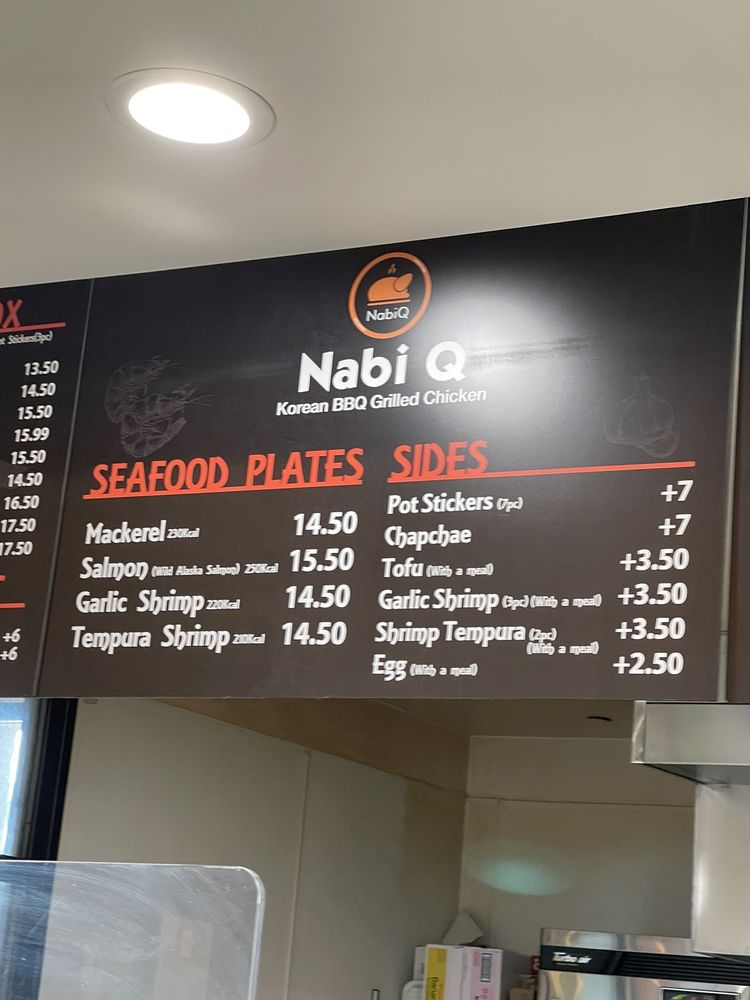 NabiQ
Nabi Q
Korean BBQ Grilled Chicken
Stickers(3pc)
13.50
14.50
15.50
15.99
15.50
14.50
16.50
17.50
17.50
+6
+6
SEAFOOD PLATES
Mackerel 230Kcal 14.50
Salmon (Wild Alaska Salmon) 250Kcal 15.50
Garlic Shrimp 220Kcal 14.50
Tempura Shrimp 210Kcal 14.50
SIDES
Pot Stickers (7pc) +7
Chapchae +7
Tofu (With a meal) +3.50
Garlic Shrimp (3pc) (With a meal) +3.50
Shrimp Tempura (2pc) +3.50
(With a meal)
Egg (With a meal) +2.50
Turbo air